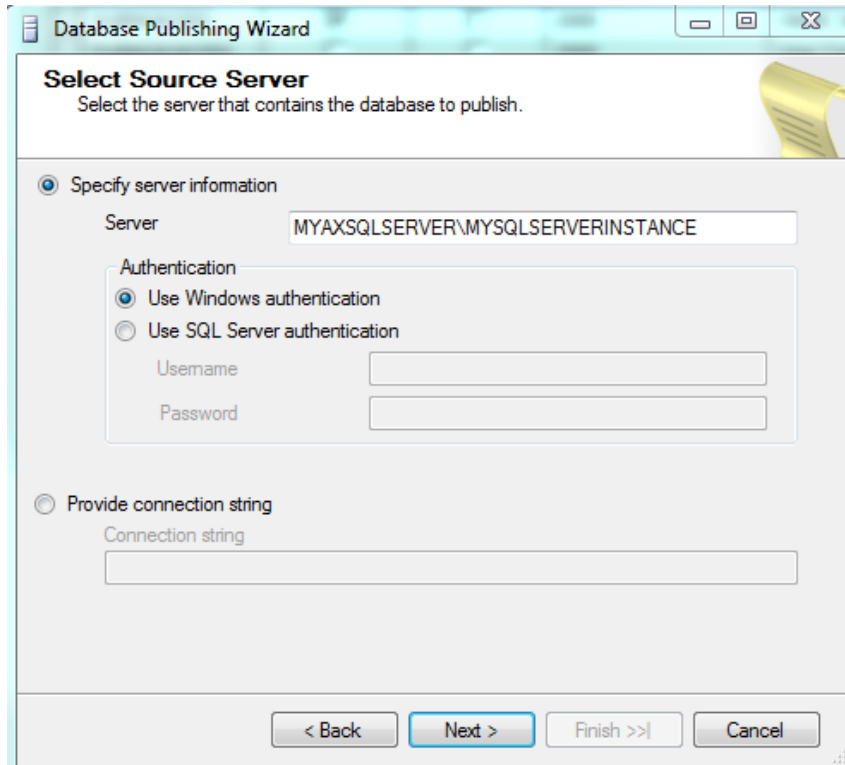 Database Publishing Wizard
Select Source Server
Select the server that contains the database to publish.
Specify server information
Server MYAXSQLSERVER\MYSQLSERVERINSTANCE
Authentication
Use Windows authentication
Use SQL Server authentication
Username
Password
Provide connection string
Connection string
< Back Next > Finish >>| Cancel